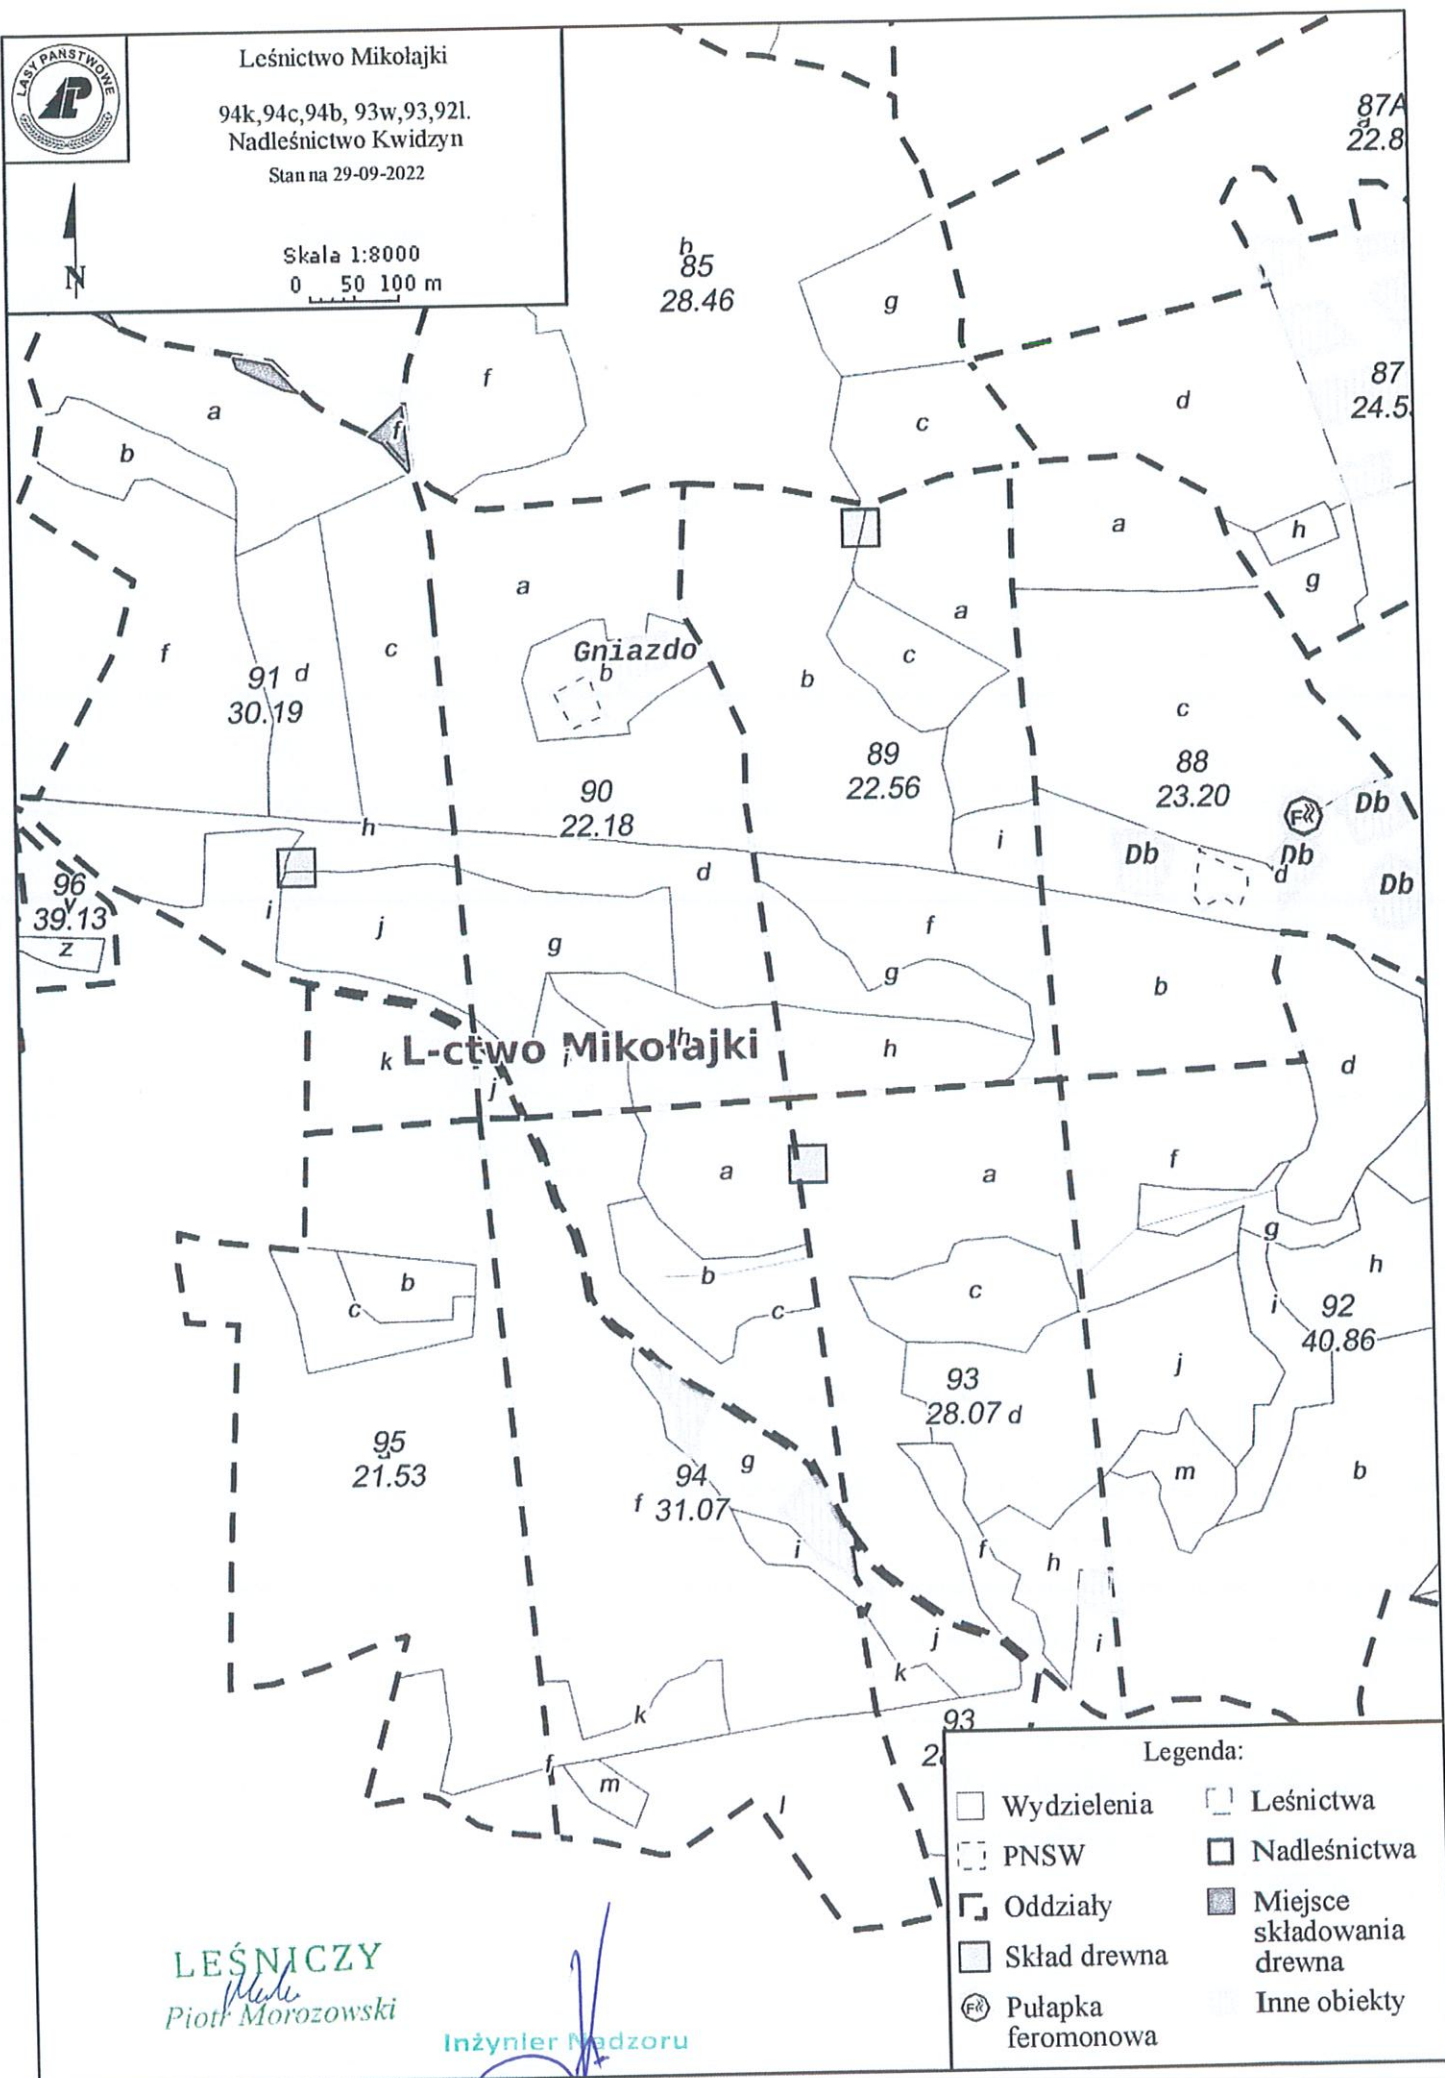 LASY PAŃSTWOWE
Leśnictwo Mikołajki
94k,94c,94b, 93w,93,92l.
Nadleśnictwo Kwidzyn
Stan na 29-09-2022
N
Skala 1:8000
0 50 100 m
87A
a
22.8
b
85
28.46
g
f
87
24.5
a
d
c
f
b
a
h
a
g
a
Gniazdo
c
c
f
b
b
91 d
30.19
c
89
22.56
88
23.20
90
22.18
Db
F
h
i
Db
Db
d
d
Db
96
v
39.13
i
j
f
z
g
g
b
k
L-ctwo Mikołajki
i
h
h
d
j
a
a
f
g
b
b
c
h
c
c
i
92
40.86
j
93
28.07 d
95
a
21.53
g
m
b
94
f 31.07
i
f
h
i
j
i
k
k
93
2
f
m
l
Legenda:
Wydzielenia
Leśnictwa
PNSW
Nadleśnictwa
Oddziały
Miejsce
składowania
drewna
Skład drewna
F
Pułapka
feromonowa
Inne obiekty
LEŚNICZY
Piotr Morozowski
Inżynier Nadzoru